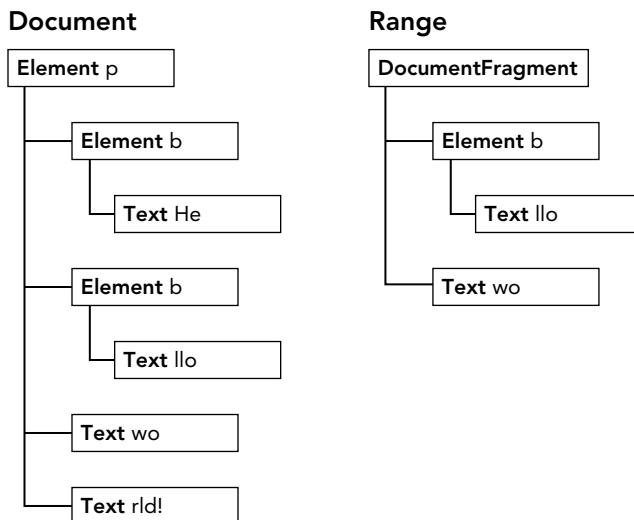 Document
Element p
Element b
Text He
Element b
Text llo
Text wo
Text rld!
Range
DocumentFragment
Element b
Text llo
Text wo